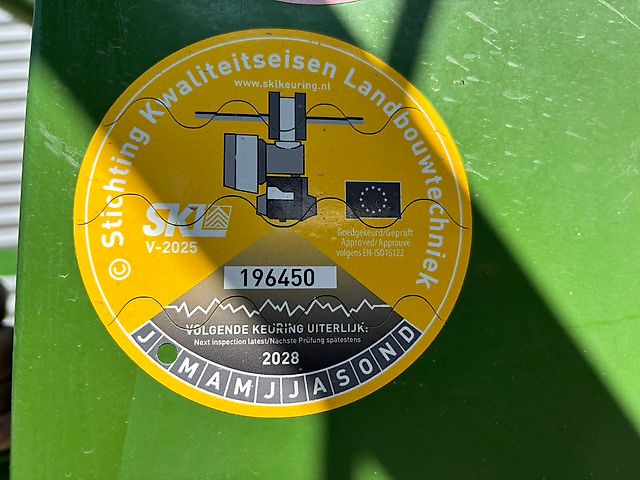 © Stichting Kwaliteitseisen Landbouwtechniek
www.sklkeuring.nl
SKL
V-2025
Goedgekeurd/Geprüft
Approved/Approuvé
volgens EN-ISO16122
196450
VOLGENDE KEURING UITERLIJK:
Next inspection latest/Nächste Prüfung spätestens
2028
J M A M J J A S O N D